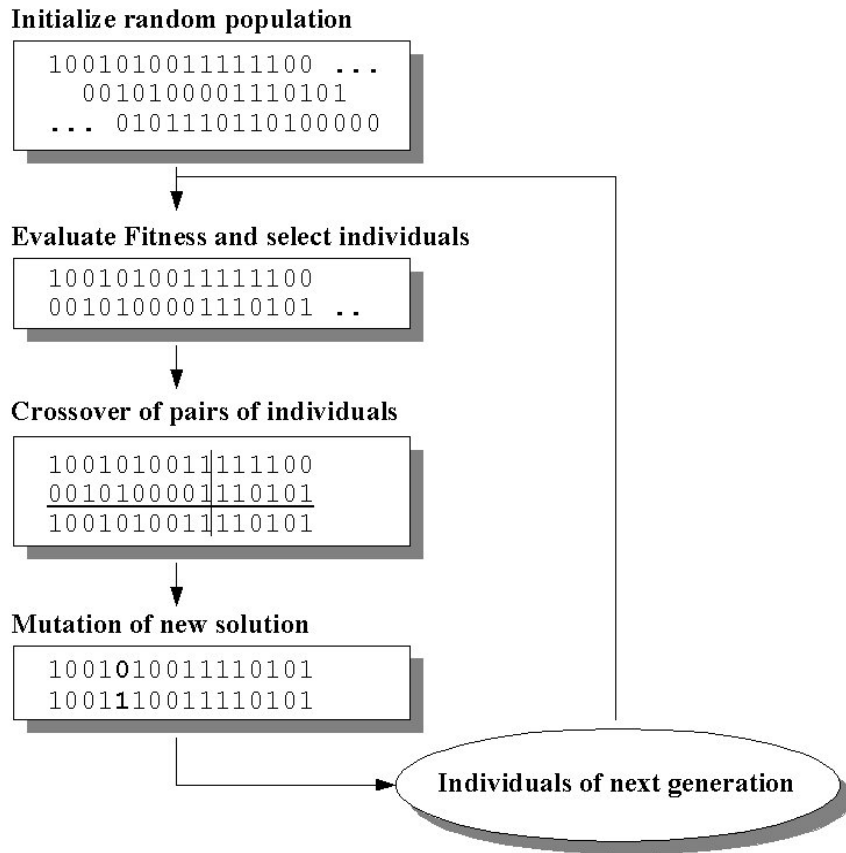 Initialize random population
1001010011111100 ...
0010100001110101
... 0101110110100000
Evaluate Fitness and select individuals
1001010011111100
0010100001110101 ..
Crossover of pairs of individuals
1001010011111100
0010100001110101
1001010011110101
Mutation of new solution
1001010011110101
1001110011110101
Individuals of next generation